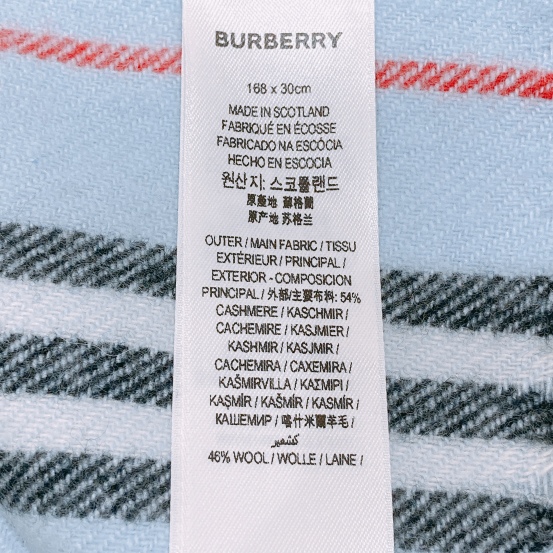 BURBERRY
168 x 30cm
MADE IN SCOTLAND
FABRIQUÉ EN ÉCOSSE
FABRICADO NA ESCÓCIA
HECHO EN ESCOCIA
원산지: 스코틀랜드
原產地 蘇格蘭
原产地 苏格兰
OUTER / MAIN FABRIC / TISSU
EXTÉRIEUR / PRINCIPAL /
EXTERIOR - COMPOSICION
PRINCIPAL / 外部/主要布料: 54%
CASHMERE / KASCHMIR /
CACHEMIRE / KASJMIER /
KASHMIR / KASJMIR /
CACHEMIRA / CAXEMIRA /
KAŠMIRVILLA / ΚΑΣΜΙΡΙ /
KAŞMIR / KAŠMÍR / KAŠMIR /
КАШЕМИР / 喀什米蘭羊毛 /
كشمير
46% WOOL / WOLLE / LAINE /